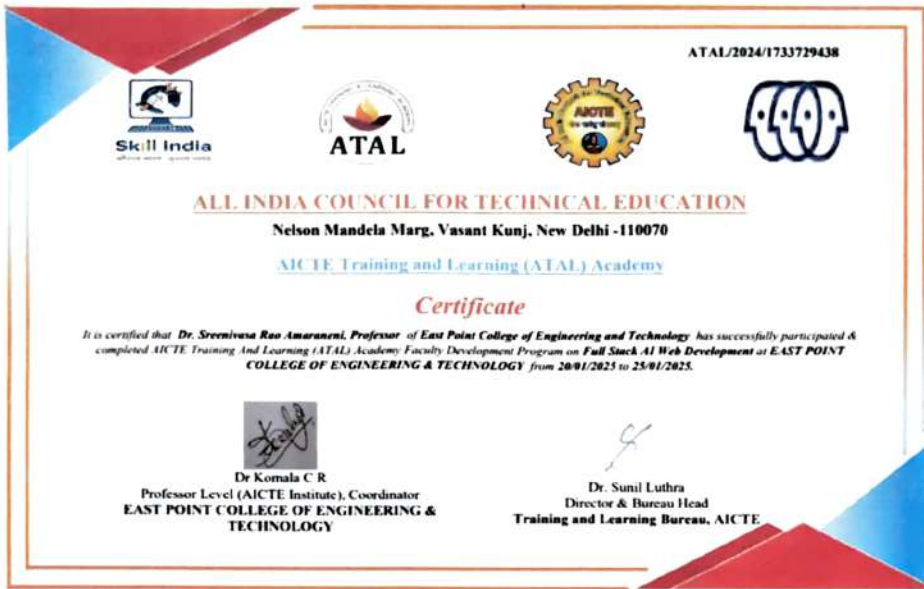 ATAL/2024/1733729438
Skill India
कौशल भारत - कुशल भारत
ATAL
AICTE
ALL INDIA COUNCIL FOR TECHNICAL EDUCATION
Nelson Mandela Marg, Vasant Kunj, New Delhi -110070
AICTE Training and Learning (ATAL) Academy
Certificate
It is certified that Dr. Sreenivasa Rao Amaraneni, Professor of East Point College of Engineering and Technology has successfully participated &
completed AICTE Training And Learning (ATAL) Academy Faculty Development Program on Full Stack AI Web Development at EAST POINT
COLLEGE OF ENGINEERING & TECHNOLOGY from 20/01/2025 to 25/01/2025.
Dr Komala C R
Professor Level (AICTE Institute), Coordinator
EAST POINT COLLEGE OF ENGINEERING &
TECHNOLOGY
Dr. Sunil Luthra
Director & Bureau Head
Training and Learning Bureau, AICTE